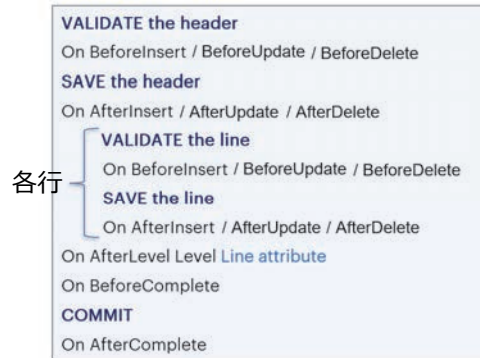 VALIDATE the header
On BeforeInsert / BeforeUpdate / BeforeDelete
SAVE the header
On AfterInsert / AfterUpdate / AfterDelete
各行
VALIDATE the line
On BeforeInsert / BeforeUpdate / BeforeDelete
SAVE the line
On AfterInsert / AfterUpdate / AfterDelete
On AfterLevel Level Line attribute
On BeforeComplete
COMMIT
On AfterComplete